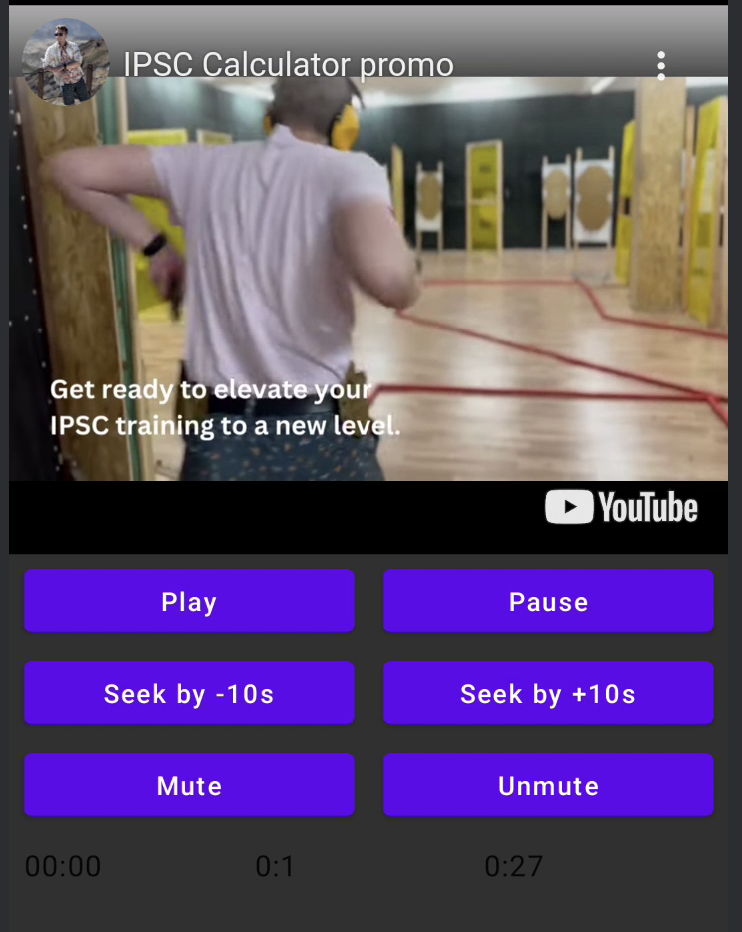 IPSC Calculator promo
Get ready to elevate your
IPSC training to a new level.
YouTube
Play
Pause
Seek by -10s
Seek by +10s
Mute
Unmute
00:00
0:1
0:27